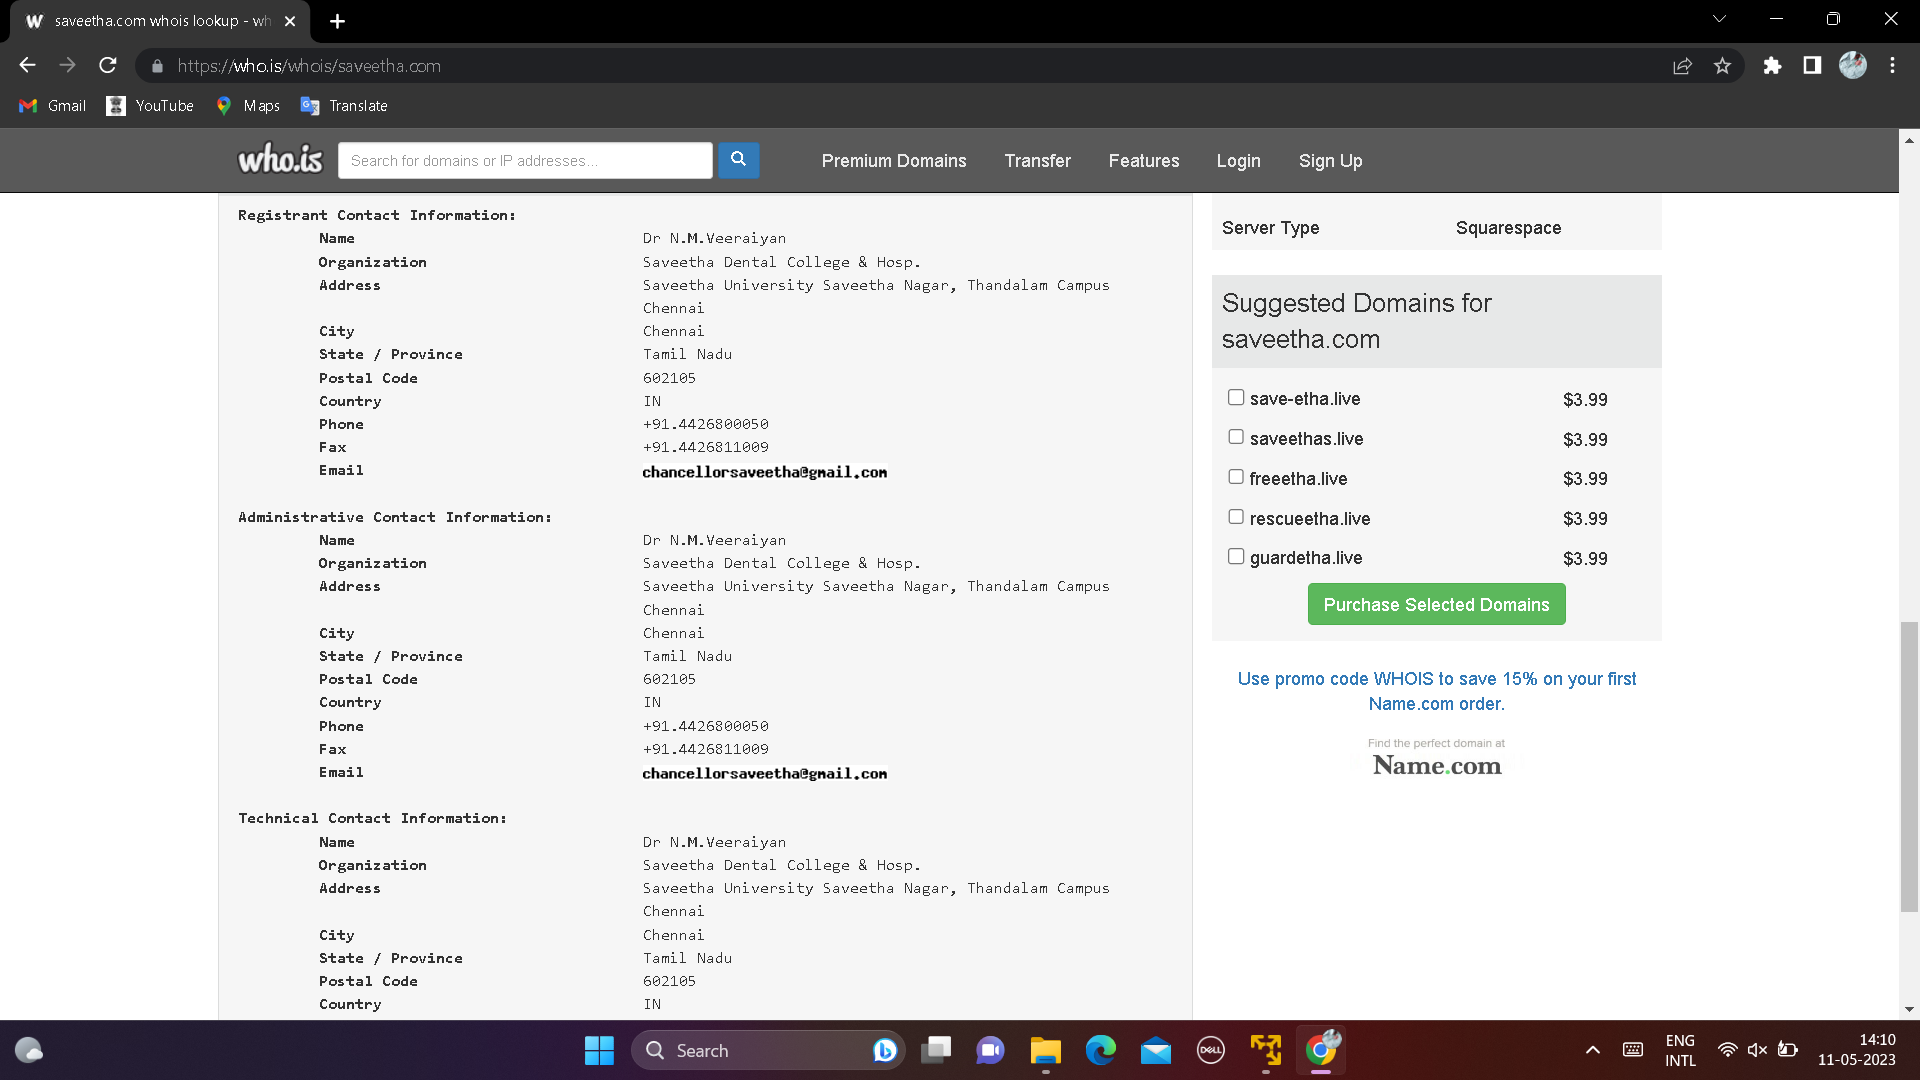 saveetha.com whois lookup - wh
https://who.is/whois/saveetha.com
Gmail YouTube Maps Translate
who.is Search for domains or IP addresses... Premium Domains Transfer Features Login Sign Up
Registrant Contact Information:
Name Dr N.M.Veeraiyan
Organization Saveetha Dental College & Hosp.
Address Saveetha University Saveetha Nagar, Thandalam Campus
Chennai
City Chennai
State / Province Tamil Nadu
Postal Code 602105
Country IN
Phone +91.4426800050
Fax +91.4426811009
Email chancellorsaveetha@gmail.com
Administrative Contact Information:
Name Dr N.M.Veeraiyan
Organization Saveetha Dental College & Hosp.
Address Saveetha University Saveetha Nagar, Thandalam Campus
Chennai
City Chennai
State / Province Tamil Nadu
Postal Code 602105
Country IN
Phone +91.4426800050
Fax +91.4426811009
Email chancellorsaveetha@gmail.com
Technical Contact Information:
Name Dr N.M.Veeraiyan
Organization Saveetha Dental College & Hosp.
Address Saveetha University Saveetha Nagar, Thandalam Campus
Chennai
City Chennai
State / Province Tamil Nadu
Postal Code 602105
Country IN
Server Type Squarespace
Suggested Domains for
saveetha.com
save-etha.live $3.99
saveethas.live $3.99
freeetha.live $3.99
rescueetha.live $3.99
guardetha.live $3.99
Purchase Selected Domains
Use promo code WHOIS to save 15% on your first
Name.com order.
Find the perfect domain at
Name.com
Search
DELL
ENG
INTL
14:10
11-05-2023